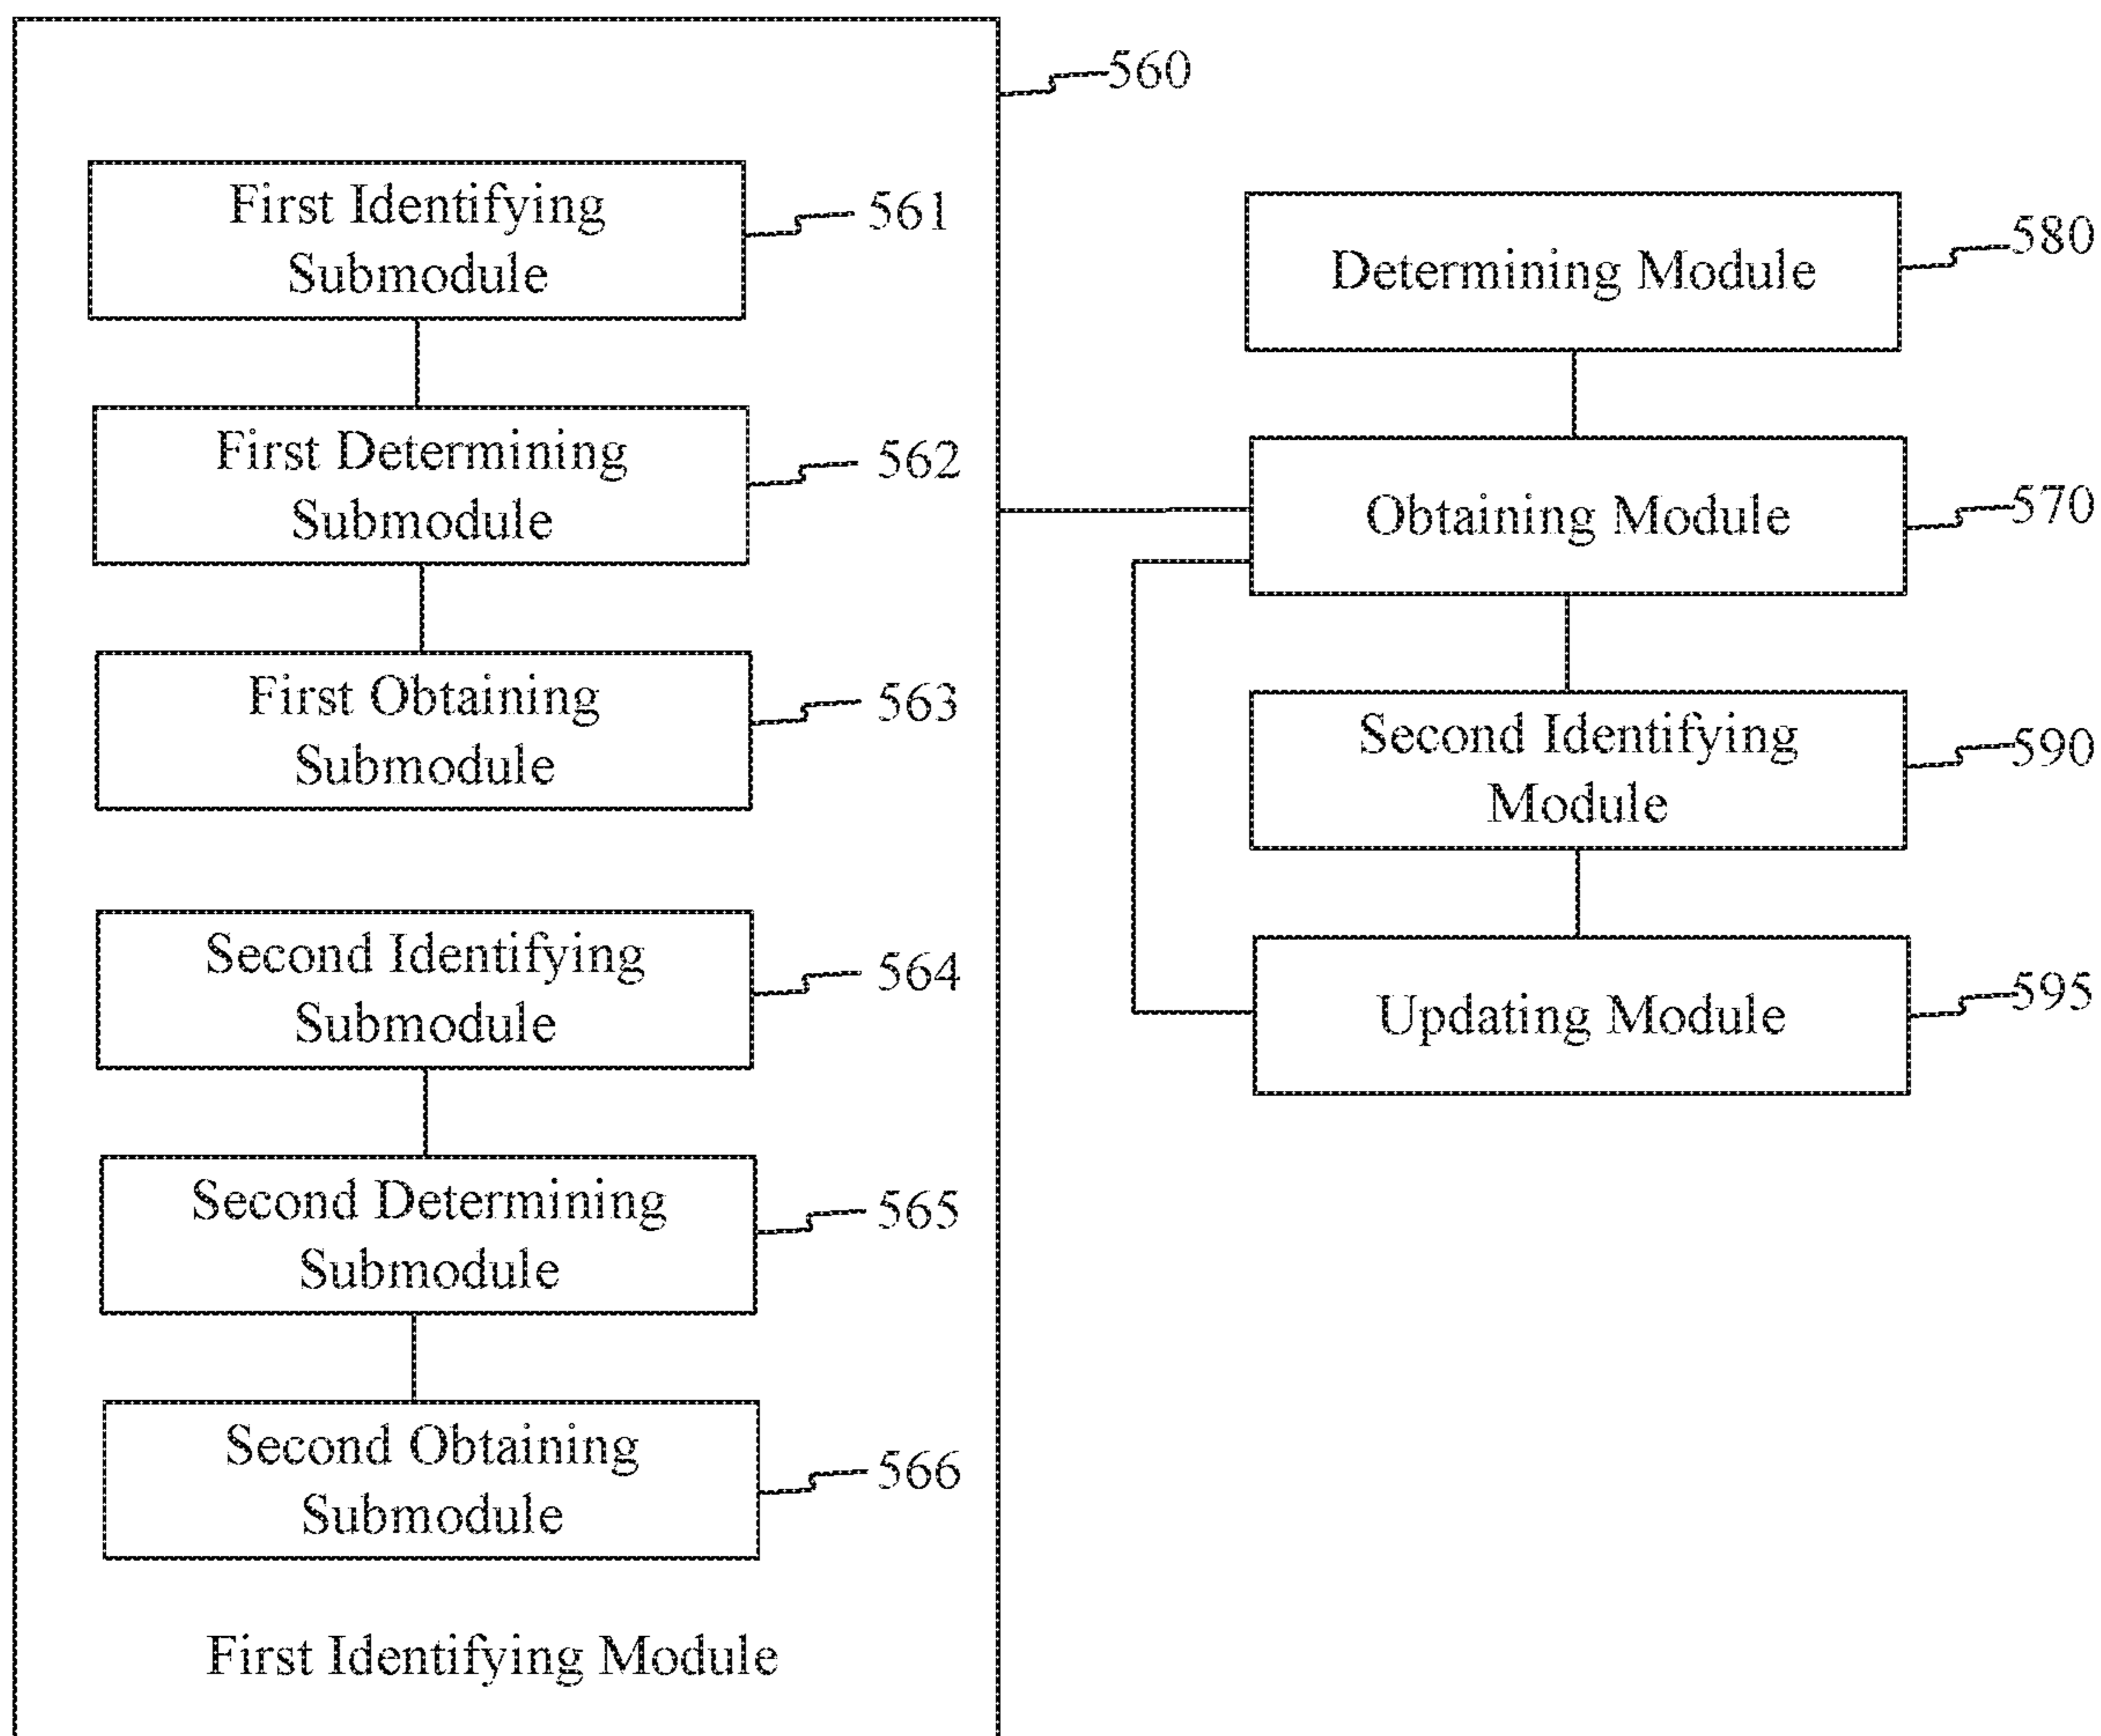 560
First Identifying
Submodule
561
First Determining
Submodule
562
First Obtaining
Submodule
563
Second Identifying
Submodule
564
Second Determining
Submodule
565
Second Obtaining
Submodule
566
First Identifying Module
Determining Module
580
Obtaining Module
570
Second Identifying
Module
590
Updating Module
595